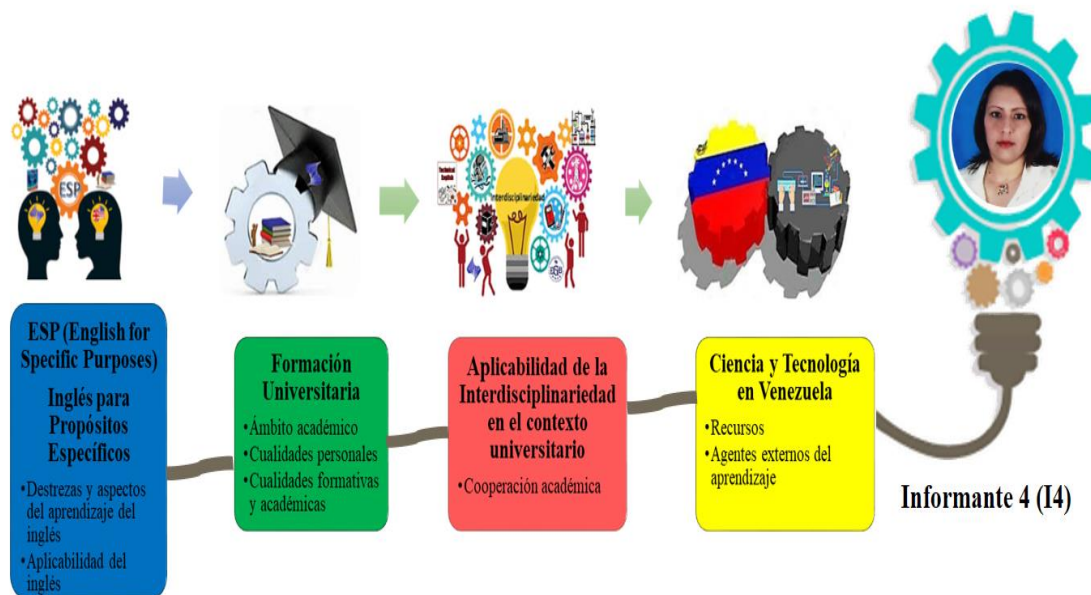 ESP
Technical
English
Interdisciplinariedad
ESP (English for
Specific Purposes)
Inglés para
Propósitos
Específicos
•Destrezas y aspectos
del aprendizaje del
inglés
•Aplicabilidad del
inglés
Formación
Universitaria
•Ámbito académico
•Cualidades personales
•Cualidades formativas
y académicas
Aplicabilidad de la
Interdisciplinariedad
en el contexto
universitario
•Cooperación académica
Ciencia y Tecnología
en Venezuela
•Recursos
•Agentes externos del
aprendizaje
Informante 4 (I4)